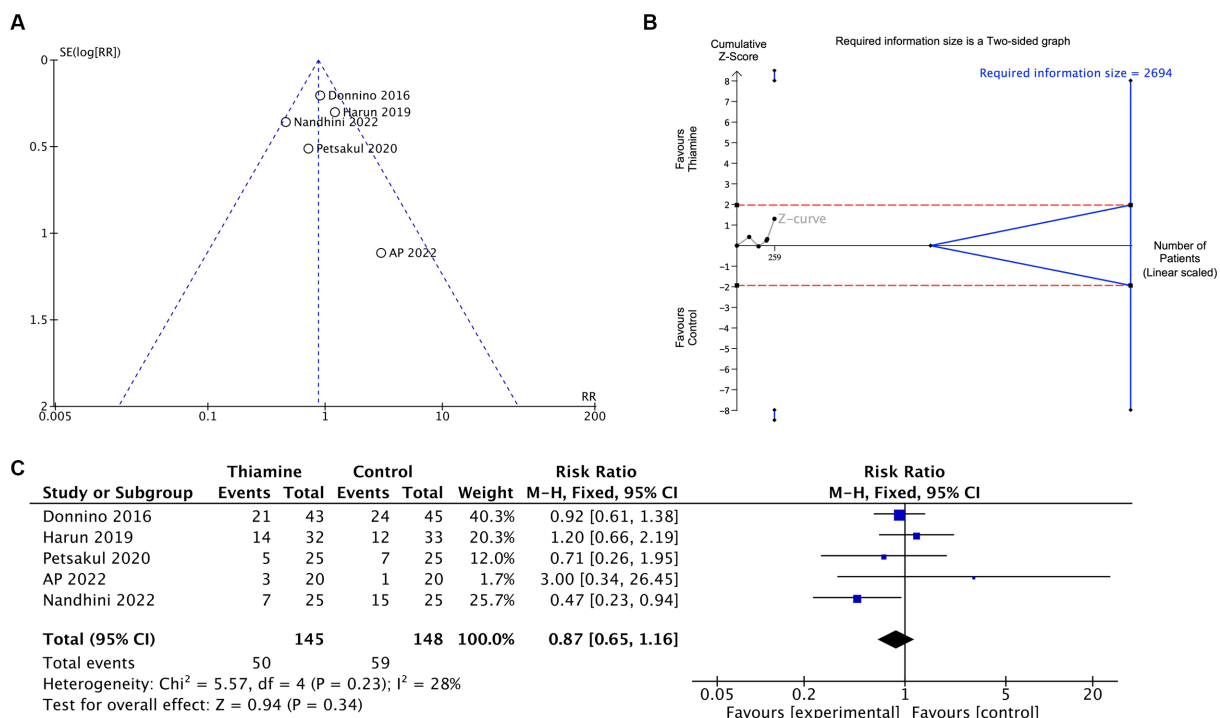 A
SE(log[RR])
0
0.5
1
1.5
2
0.005
0.1
1
10
200
RR
Donnino 2016
Harun 2019
Nandhini 2022
Petsakul 2020
AP 2022
B
Cumulative
Z-Score
Required information size is a Two-sided graph
Required information size = 2694
8
7
6
5
4
3
2
1
-1
-2
-3
-4
-5
-6
-7
-8
Favours
Thiamine
Favours
Control
Z-curve
259
Number of
Patients
(Linear scaled)
C
Thiamine Control Risk Ratio Risk Ratio
Study or Subgroup Events Total Events Total Weight M-H, Fixed, 95% CI M-H, Fixed, 95% CI
Donnino 2016 21 43 24 45 40.3% 0.92 [0.61, 1.38]
Harun 2019 14 32 12 33 20.3% 1.20 [0.66, 2.19]
Petsakul 2020 5 25 7 25 12.0% 0.71 [0.26, 1.95]
AP 2022 3 20 1 20 1.7% 3.00 [0.34, 26.45]
Nandhini 2022 7 25 15 25 25.7% 0.47 [0.23, 0.94]
Total (95% CI) 145 148 100.0% 0.87 [0.65, 1.16]
Total events 50 59
Heterogeneity: Chi² = 5.57, df = 4 (P = 0.23); I² = 28%
Test for overall effect: Z = 0.94 (P = 0.34)
0.05 0.2 1 5 20
Favours [experimental] Favours [control]